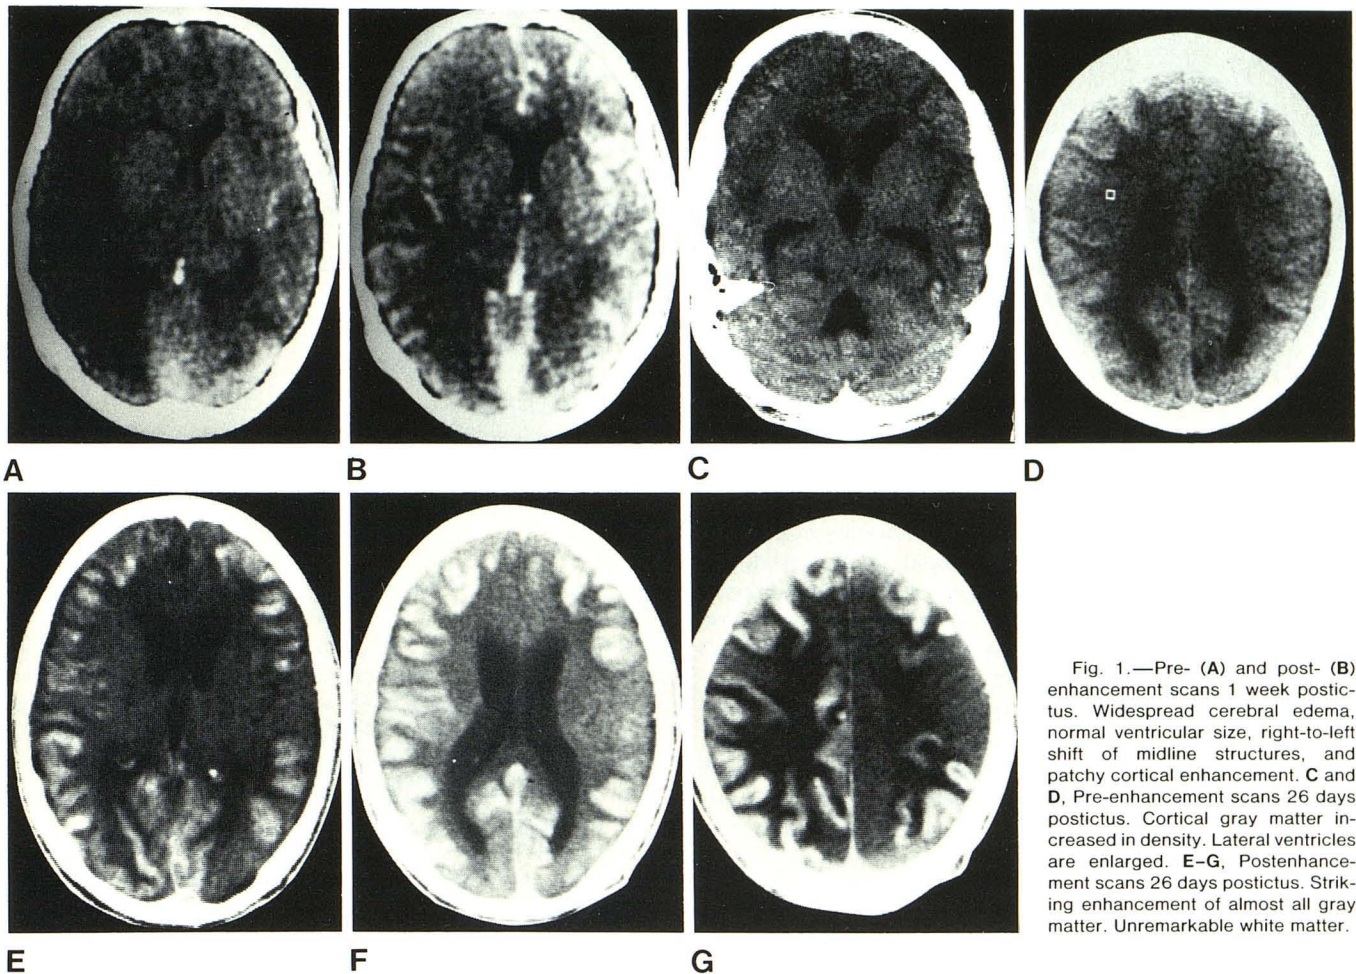 A
B
C
D
E
F
G
Fig. 1.—Pre- (A) and post- (B)
enhancement scans 1 week postic-
tus. Widespread cerebral edema,
normal ventricular size, right-to-left
shift of midline structures, and
patchy cortical enhancement. C and
D, Pre-enhancement scans 26 days
postictus. Cortical gray matter in-
creased in density. Lateral ventricles
are enlarged. E–G, Postenhance-
ment scans 26 days postictus. Strik-
ing enhancement of almost all gray
matter. Unremarkable white matter.